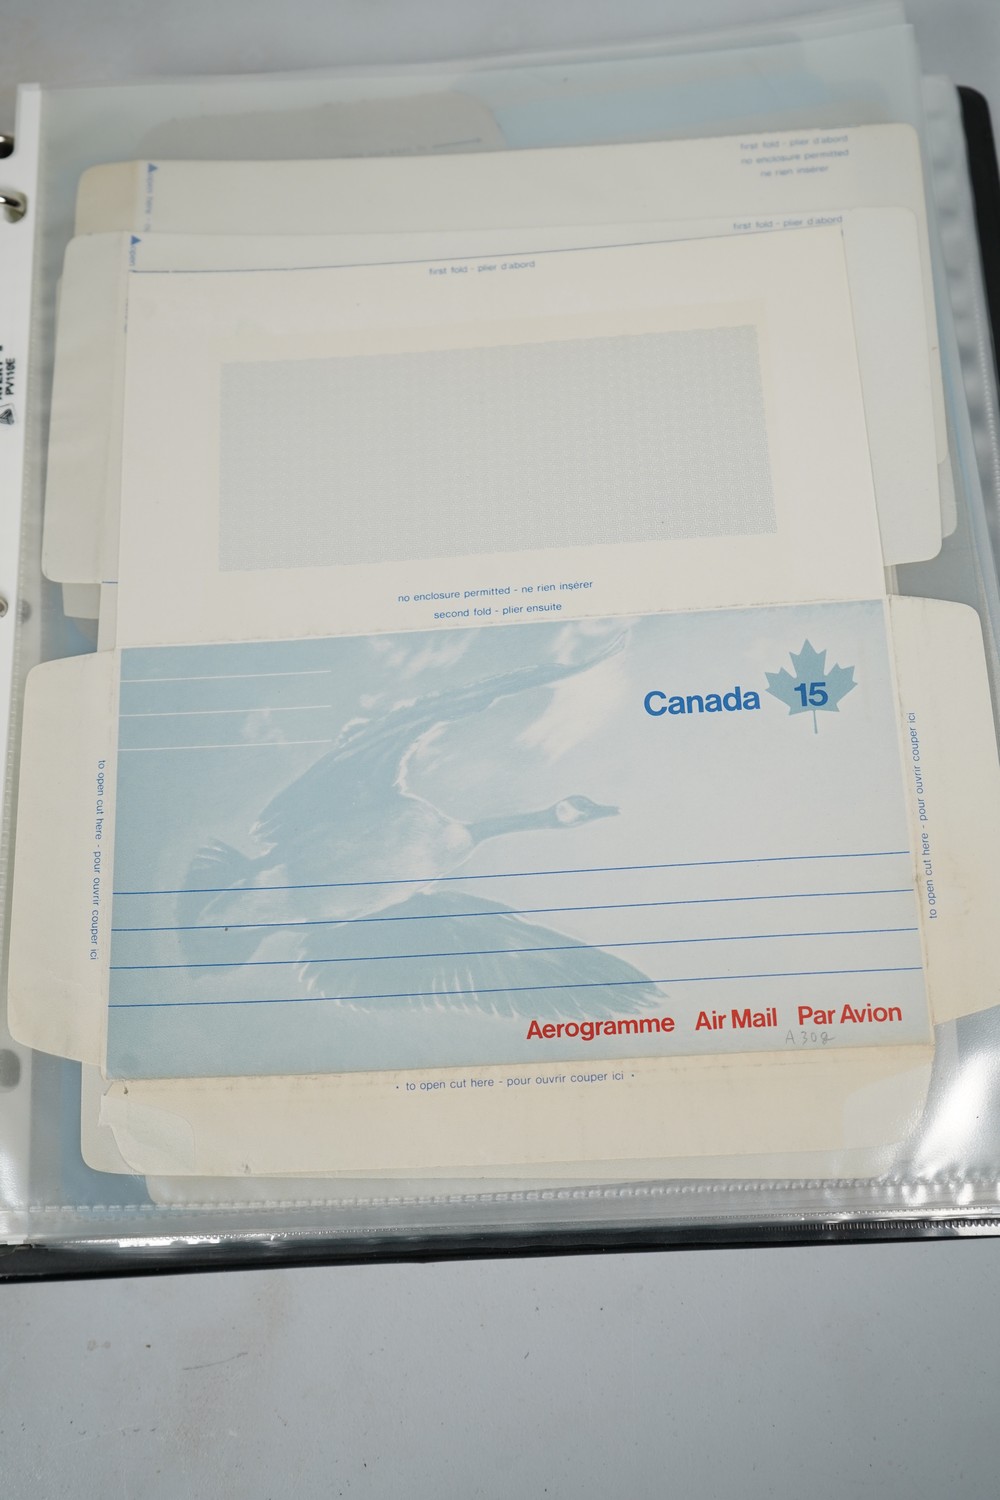 first fold - plier d'abord
no enclosure permitted
ne rien insérer
first fold - plier d'abord
first fold - plier d'abord
PV119E
no enclosure permitted - ne rien insérer
second fold - plier ensuite
Canada 15
to open cut here - pour ouvrir couper ici
to open cut here - pour ouvrir couper ici
Aerogramme Air Mail Par Avion
A302
· to open cut here - pour ouvrir couper ici ·